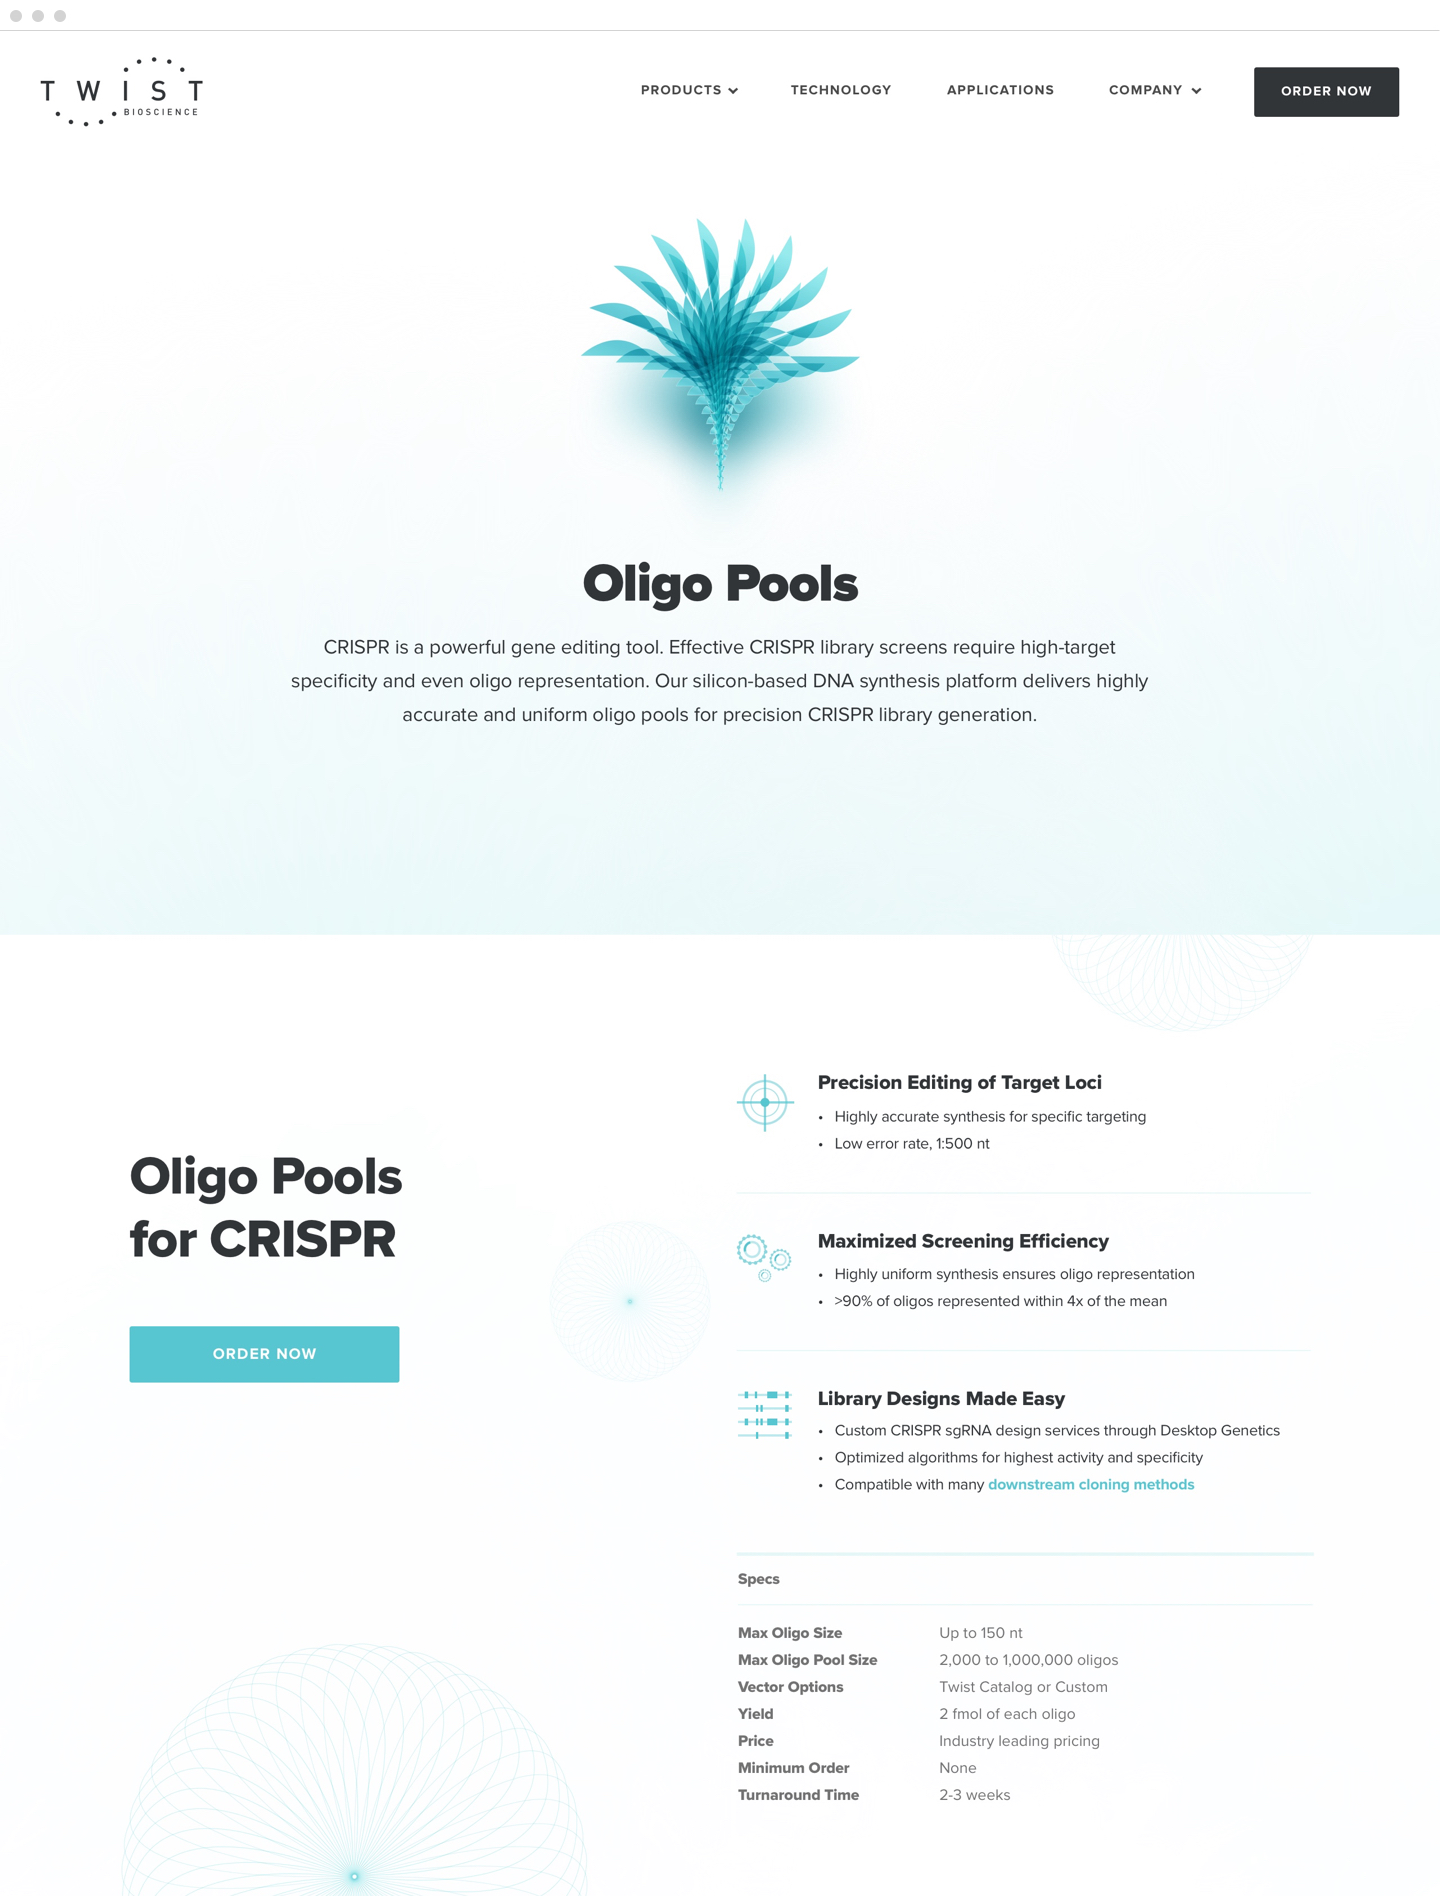 TWIST
BIOSCIENCE
PRODUCTS
TECHNOLOGY
APPLICATIONS
COMPANY
ORDER NOW
Oligo Pools
CRISPR is a powerful gene editing tool. Effective CRISPR library screens require high-target
specificity and even oligo representation. Our silicon-based DNA synthesis platform delivers highly
accurate and uniform oligo pools for precision CRISPR library generation.
Oligo Pools
for CRISPR
ORDER NOW
Precision Editing of Target Loci
• Highly accurate synthesis for specific targeting
• Low error rate, 1:500 nt
Maximized Screening Efficiency
• Highly uniform synthesis ensures oligo representation
• >90% of oligos represented within 4x of the mean
Library Designs Made Easy
• Custom CRISPR sgRNA design services through Desktop Genetics
• Optimized algorithms for highest activity and specificity
• Compatible with many downstream cloning methods
Specs
Max Oligo Size Up to 150 nt
Max Oligo Pool Size 2,000 to 1,000,000 oligos
Vector Options Twist Catalog or Custom
Yield 2 fmol of each oligo
Price Industry leading pricing
Minimum Order None
Turnaround Time 2-3 weeks